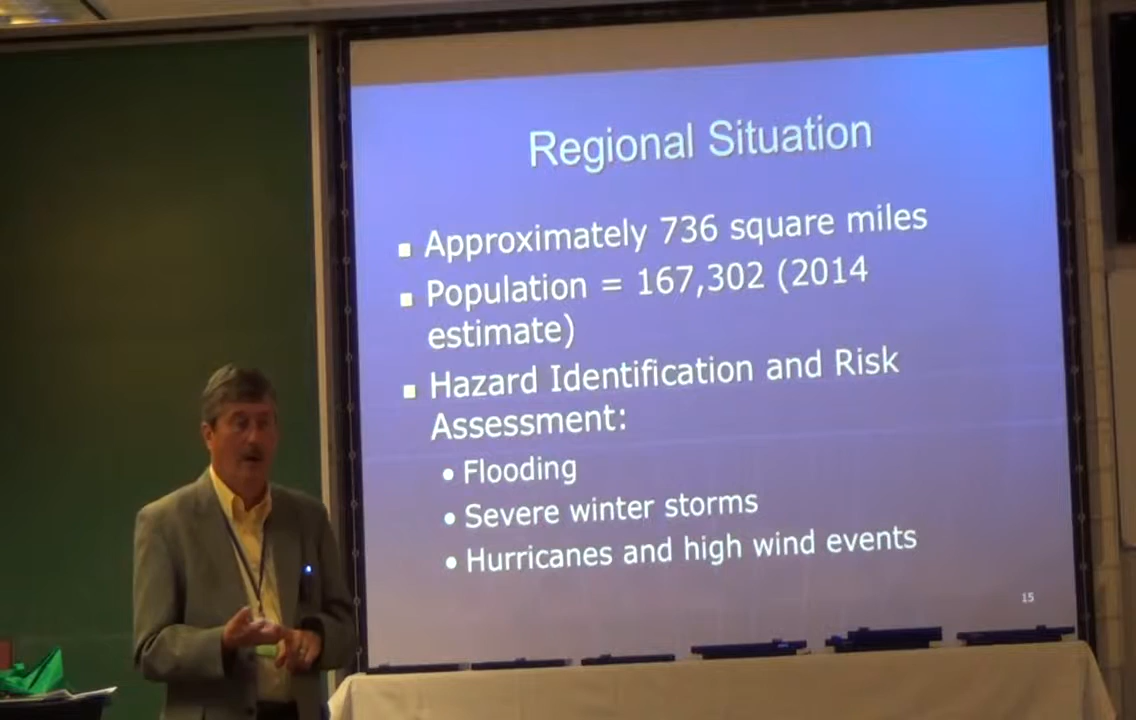 Regional Situation
▪ Approximately 736 square miles
▪ Population = 167,302 (2014
estimate)
▪ Hazard Identification and Risk
Assessment:
• Flooding
• Severe winter storms
• Hurricanes and high wind events
15